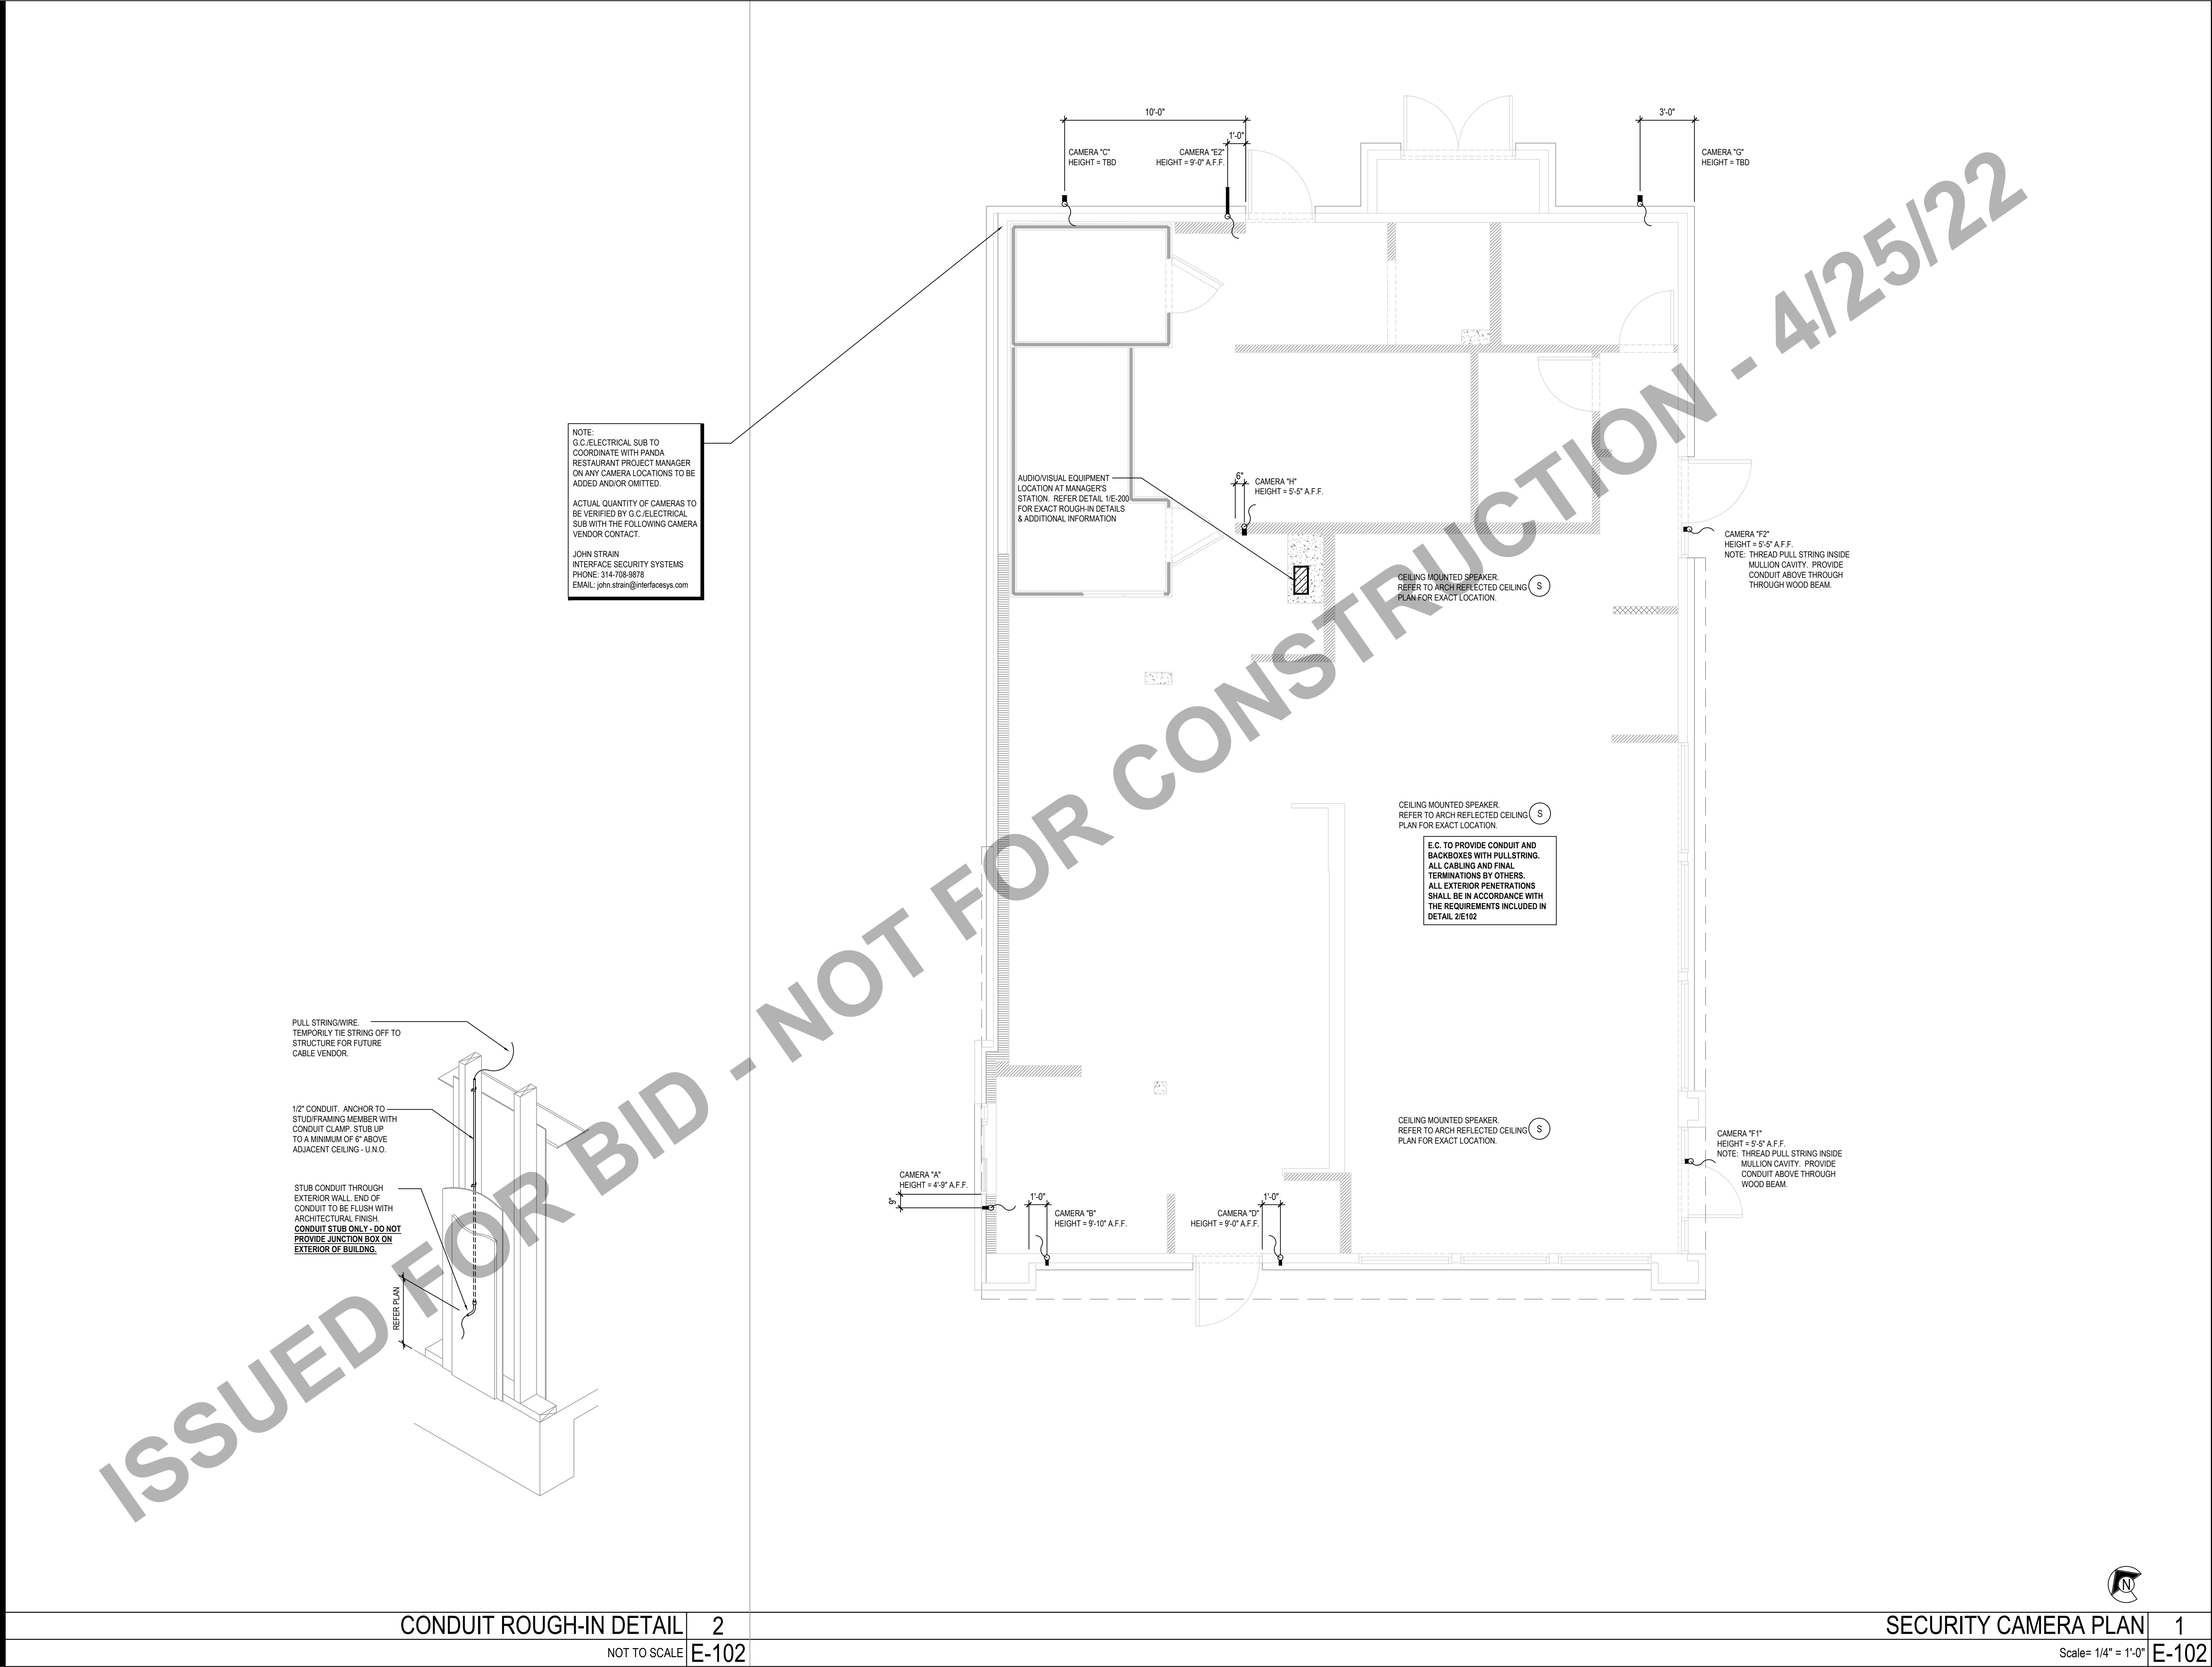 10'-0"
3'-0"
1'-0"
CAMERA "C"
HEIGHT = TBD
CAMERA "E2"
HEIGHT = 9'-0" A.F.F.
CAMERA "G"
HEIGHT = TBD
NOTE:
G.C./ELECTRICAL SUB TO
COORDINATE WITH PANDA
RESTAURANT PROJECT MANAGER
ON ANY CAMERA LOCATIONS TO BE
ADDED AND/OR OMITTED.
ACTUAL QUANTITY OF CAMERAS TO
BE VERIFIED BY G.C./ELECTRICAL
SUB WITH THE FOLLOWING CAMERA
VENDOR CONTACT.
JOHN STRAIN
INTERFACE SECURITY SYSTEMS
PHONE: 314-708-9878
EMAIL: john.strain@interfacesys.com
AUDIO/VISUAL EQUIPMENT
LOCATION AT MANAGER'S
STATION. REFER DETAIL 1/E-200
FOR EXACT ROUGH-IN DETAILS
& ADDITIONAL INFORMATION
6"
CAMERA "H"
HEIGHT = 5'-5" A.F.F.
CAMERA "F2"
HEIGHT = 5'-5" A.F.F.
NOTE: THREAD PULL STRING INSIDE
MULLION CAVITY. PROVIDE
CONDUIT ABOVE THROUGH
THROUGH WOOD BEAM.
CEILING MOUNTED SPEAKER.
REFER TO ARCH REFLECTED CEILING
PLAN FOR EXACT LOCATION.
S
CEILING MOUNTED SPEAKER.
REFER TO ARCH REFLECTED CEILING
PLAN FOR EXACT LOCATION.
S
E.C. TO PROVIDE CONDUIT AND
BACKBOXES WITH PULLSTRING.
ALL CABLING AND FINAL
TERMINATIONS BY OTHERS.
ALL EXTERIOR PENETRATIONS
SHALL BE IN ACCORDANCE WITH
THE REQUIREMENTS INCLUDED IN
DETAIL 2/E102
CEILING MOUNTED SPEAKER.
REFER TO ARCH REFLECTED CEILING
PLAN FOR EXACT LOCATION.
S
CAMERA "F1"
HEIGHT = 5'-5" A.F.F.
NOTE: THREAD PULL STRING INSIDE
MULLION CAVITY. PROVIDE
CONDUIT ABOVE THROUGH
WOOD BEAM.
CAMERA "A"
HEIGHT = 4'-9" A.F.F.
9"
1'-0"
CAMERA "B"
HEIGHT = 9'-10" A.F.F.
1'-0"
CAMERA "D"
HEIGHT = 9'-0" A.F.F.
PULL STRING/WIRE.
TEMPORILY TIE STRING OFF TO
STRUCTURE FOR FUTURE
CABLE VENDOR.
1/2" CONDUIT. ANCHOR TO
STUD/FRAMING MEMBER WITH
CONDUIT CLAMP. STUB UP
TO A MINIMUM OF 6" ABOVE
ADJACENT CEILING - U.N.O.
STUB CONDUIT THROUGH
EXTERIOR WALL. END OF
CONDUIT TO BE FLUSH WITH
ARCHITECTURAL FINISH.
CONDUIT STUB ONLY - DO NOT
PROVIDE JUNCTION BOX ON
EXTERIOR OF BUILDNG.
REFER PLAN
ISSUED FOR BID - NOT FOR CONSTRUCTION - 4/25/22
N
CONDUIT ROUGH-IN DETAIL 2
NOT TO SCALE E-102
SECURITY CAMERA PLAN 1
Scale= 1/4" = 1'-0" E-102